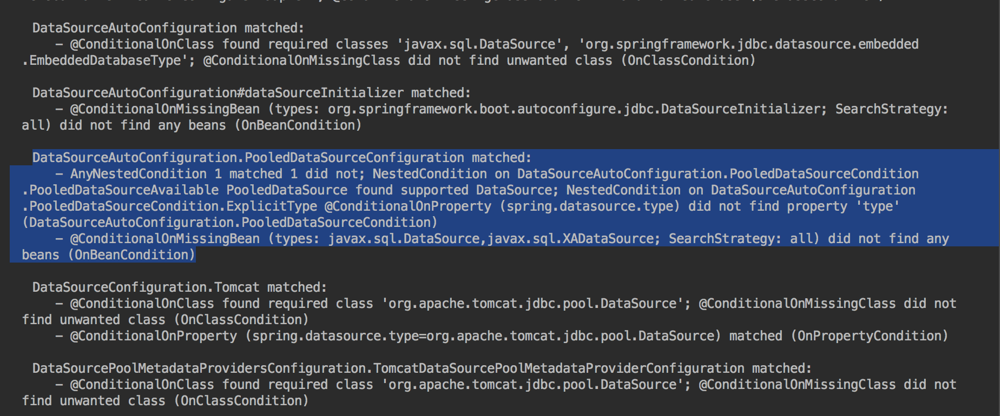 DataSourceAutoConfiguration matched:
– @ConditionalOnClass found required classes 'javax.sql.DataSource', 'org.springframework.jdbc.datasource.embedded
.EmbeddedDatabaseType'; @ConditionalOnMissingClass did not find unwanted class (OnClassCondition)
DataSourceAutoConfiguration#dataSourceInitializer matched:
– @ConditionalOnMissingBean (types: org.springframework.boot.autoconfigure.jdbc.DataSourceInitializer; SearchStrategy:
all) did not find any beans (OnBeanCondition)
DataSourceAutoConfiguration.PooledDataSourceConfiguration matched:
– AnyNestedCondition 1 matched 1 did not; NestedCondition on DataSourceAutoConfiguration.PooledDataSourceCondition
.PooledDataSourceAvailable PooledDataSource found supported DataSource; NestedCondition on DataSourceAutoConfiguration
.PooledDataSourceCondition.ExplicitType @ConditionalOnProperty (spring.datasource.type) did not find property 'type'
(DataSourceAutoConfiguration.PooledDataSourceCondition)
– @ConditionalOnMissingBean (types: javax.sql.DataSource,javax.sql.XADataSource; SearchStrategy: all) did not find any
beans (OnBeanCondition)
DataSourceConfiguration.Tomcat matched:
– @ConditionalOnClass found required class 'org.apache.tomcat.jdbc.pool.DataSource'; @ConditionalOnMissingClass did not
find unwanted class (OnClassCondition)
– @ConditionalOnProperty (spring.datasource.type=org.apache.tomcat.jdbc.pool.DataSource) matched (OnPropertyCondition)
DataSourcePoolMetadataProvidersConfiguration.TomcatDataSourcePoolMetadataProviderConfiguration matched:
– @ConditionalOnClass found required class 'org.apache.tomcat.jdbc.pool.DataSource'; @ConditionalOnMissingClass did not
find unwanted class (OnClassCondition)